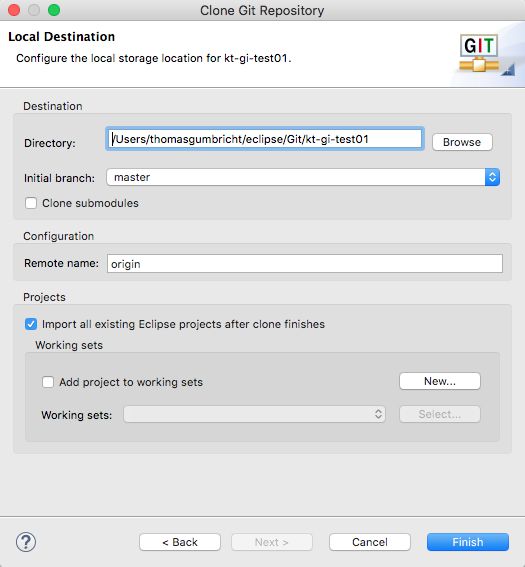 Clone Git Repository
Local Destination
Configure the local storage location for kt-gi-test01.
GIT
Destination
Directory: /Users/thomasgumbricht/eclipse/Git/kt-gi-test01 Browse
Initial branch: master
Clone submodules
Configuration
Remote name: origin
Projects
Import all existing Eclipse projects after clone finishes
Working sets
Add project to working sets New...
Working sets: Select...
? < Back Next > Cancel Finish